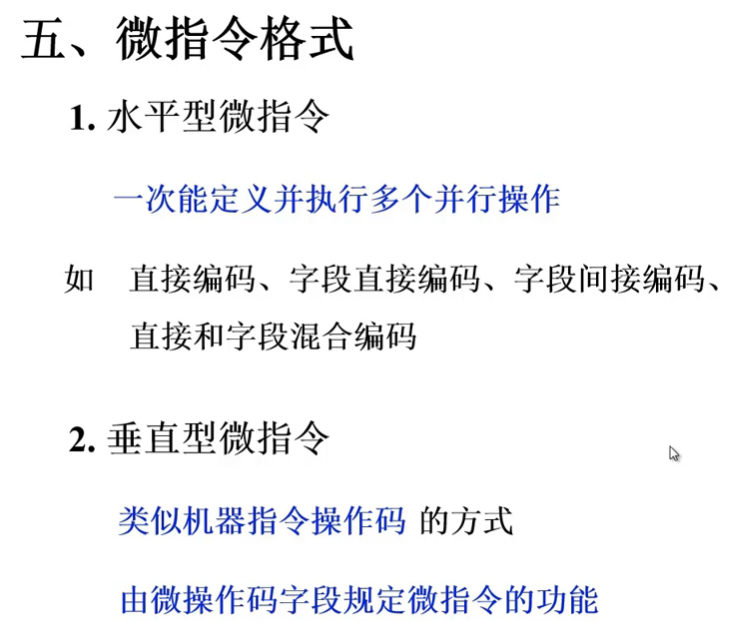 五、微指令格式
1. 水平型微指令
一次能定义并执行多个并行操作
如 直接编码、字段直接编码、字段间接编码、
直接和字段混合编码
2. 垂直型微指令
类似机器指令操作码 的方式
由微操作码字段规定微指令的功能